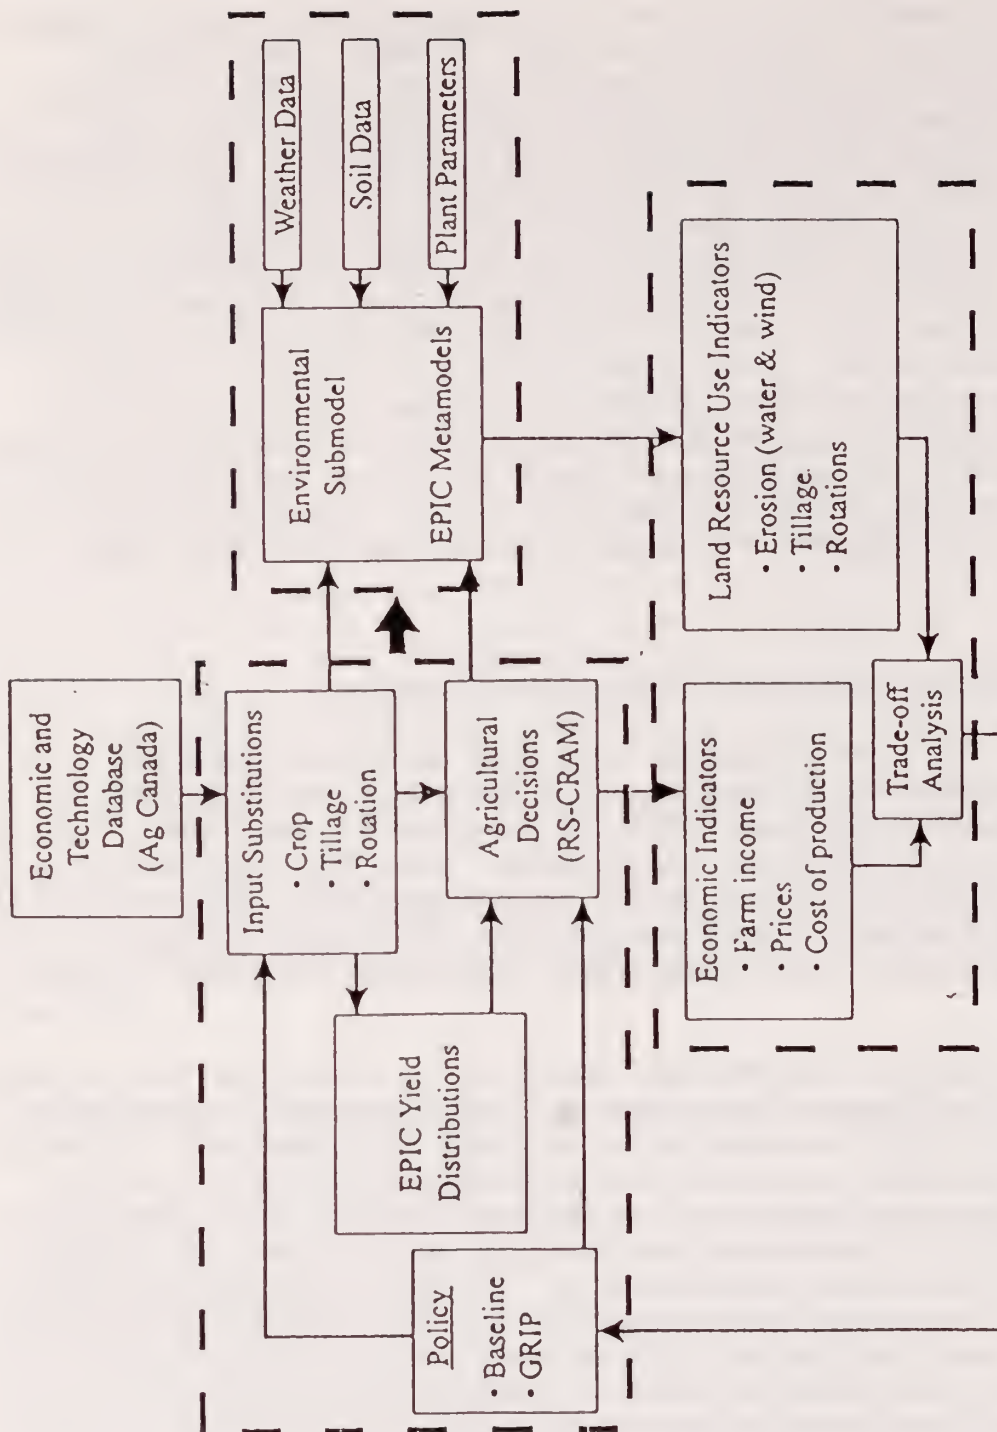 Economic and
Technology
Database
(Ag Canada)
Policy
• Baseline
• GRIP
EPIC Yield
Distributions
Input Substitutions
• Crop
• Tillage
• Rotation
Agricultural
Decisions
(RS-CRAM)
Environmental
Submodel
EPIC Metamodels
Weather Data
Soil Data
Plant Parameters
Economic Indicators
• Farm income
• Prices
• Cost of production
Land Resource Use Indicators
• Erosion (water & wind)
• Tillage.
• Rotations
Trade-off
Analysis